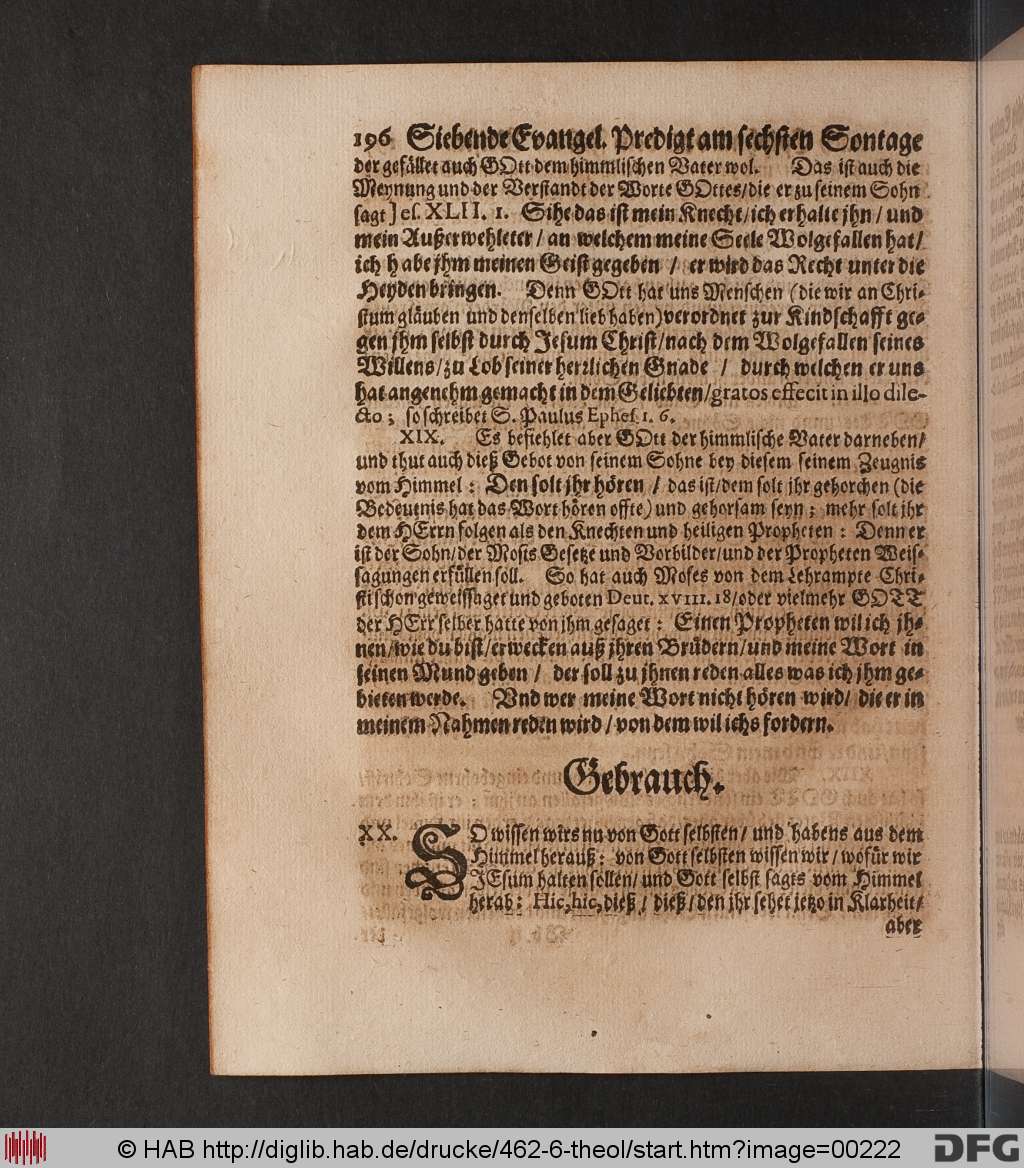 196 Siebende Evangel. Predigt am sechsten Sontage
der gefället auch GOtt dem himmlischen Vater wol. Das ist auch die
Meynung und der Verstandt der Worte GOttes/die er zu seinem Sohn
sagt Jes. XLII. 1. Sihe das ist mein Knecht/ich erhalte jhn/ und
mein Außerwehleter/ an welchem meine Seele Wolgefallen hat/
ich habe jhm meinen Geist gegeben / er wird das Recht unter die
Heyden bringen. Denn GOtt hat uns Menschen (die wir an Chri-
stum gläuben und denselben lieb haben) verordnet zur Kindschafft ge-
gen jhm selbst durch Jesum Christ/nach dem Wolgefallen seines
Willens/zu Lob seiner herrlichen Gnade / durch welchen er uns
hat angenehm gemacht in dem Geliebten/gratos effecit in illo dile-
cto; so schreibet S. Paulus Ephes. 1. 6.
XIX. Es befiehlet aber GOtt der himmlische Vater darneben/
und thut auch dieß Gebot von seinem Sohne bey diesem seinem Zeugnis
vom Himmel: Den solt jhr hören / das ist/dem solt jhr gehorchen (die
Bedeutnis hat das Wort hören offte) und gehorsam seyn; mehr solt jhr
dem HErrn folgen als den Knechten und heiligen Propheten: Denn er
ist der Sohn/der Mosis Gesetze und Vorbilder/und der Propheten Weis-
sagungen erfüllen soll. So hat auch Moses von dem Lehrampte Chri-
sti schon geweissaget und geboten Deut. XVIII. 18/oder vielmehr GOTT
der HErr selber hatte von jhm gesaget: Einen Propheten wil ich jh-
nen/wie du bist/erwecken auß jhren Brüdern/und meine Wort in
seinen Mund geben / der soll zu jhnen reden alles was ich jhm ge-
bieten werde. Und wer meine Wort nicht hören wird/ die er in
meinem Nahmen reden wird/von dem wil ichs fordern.
Gebrauch.
XX. SO wissen wirs nu von Gott selbsten/ und habens aus dem
Himmel herauß: von Gott selbsten wissen wir/wofür wir
JEsum halten sollen/und Gott selbst sagts vom Himmel
herab: Hic, hic, dieß/ dieß/den jhr sehet jetzo in Klarheit/
aber
© HAB http://diglib.hab.de/drucke/462-6-theol/start.htm?image=00222
DFG